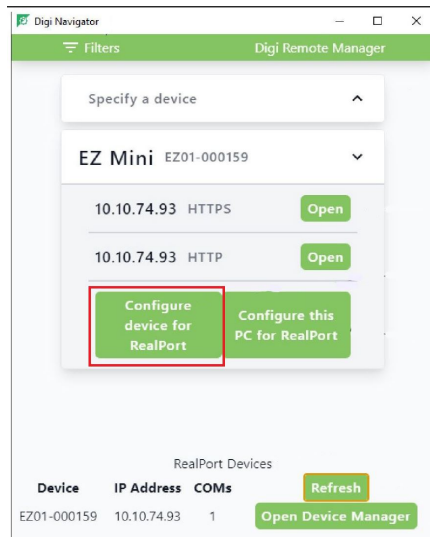 Digi Navigator
Filters Digi Remote Manager
Specify a device
EZ Mini EZ01-000159
10.10.74.93 HTTPS Open
10.10.74.93 HTTP Open
Configure
device for
RealPort
Configure this
PC for RealPort
RealPort Devices
Device IP Address COMs Refresh
EZ01-000159 10.10.74.93 1 Open Device Manager